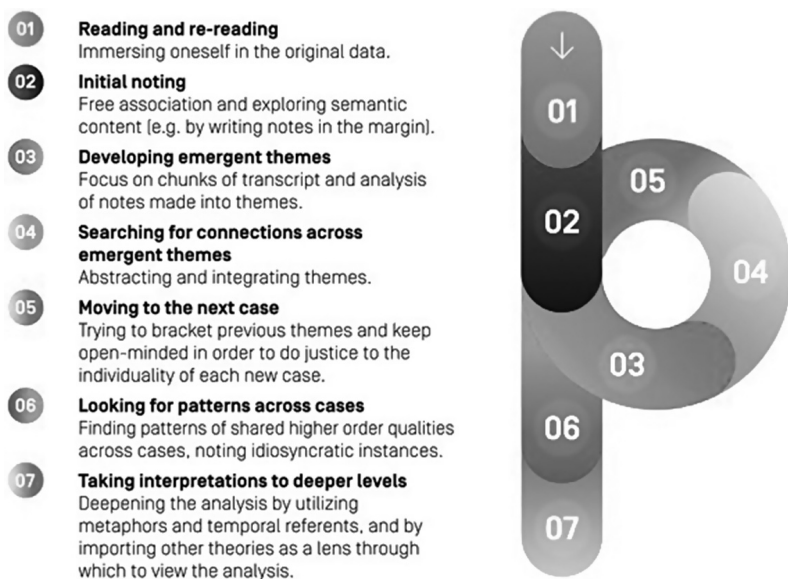 01
Reading and re-reading
Immersing oneself in the original data.
02
Initial noting
Free association and exploring semantic
content (e.g. by writing notes in the margin).
03
Developing emergent themes
Focus on chunks of transcript and analysis
of notes made into themes.
04
Searching for connections across
emergent themes
Abstracting and integrating themes.
05
Moving to the next case
Trying to bracket previous themes and keep
open-minded in order to do justice to the
individuality of each new case.
06
Looking for patterns across cases
Finding patterns of shared higher order qualities
across cases, noting idiosyncratic instances.
07
Taking interpretations to deeper levels
Deepening the analysis by utilizing
metaphors and temporal referents, and by
importing other theories as a lens through
which to view the analysis.
01
05
02
04
03
06
07